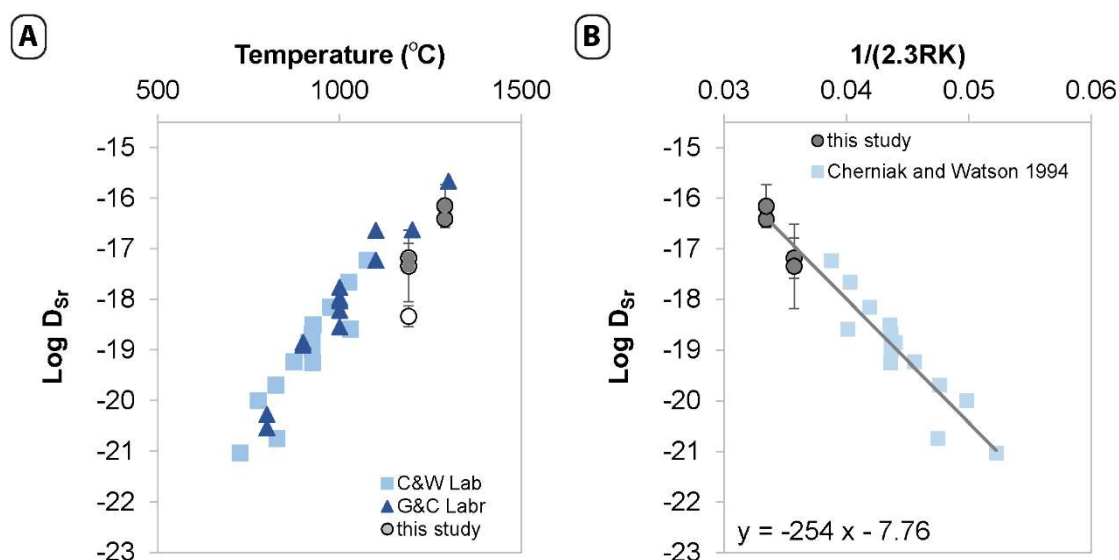 A
Temperature (°C)
500 1000 1500
Log D_Sr
-15
-16
-17
-18
-19
-20
-21
-22
-23
C&W Lab
G&C Labr
this study
B
1/(2.3RK)
0.03 0.04 0.05 0.06
Log D_Sr
-15
-16
-17
-18
-19
-20
-21
-22
-23
this study
Cherniak and Watson 1994
y = -254 x - 7.76